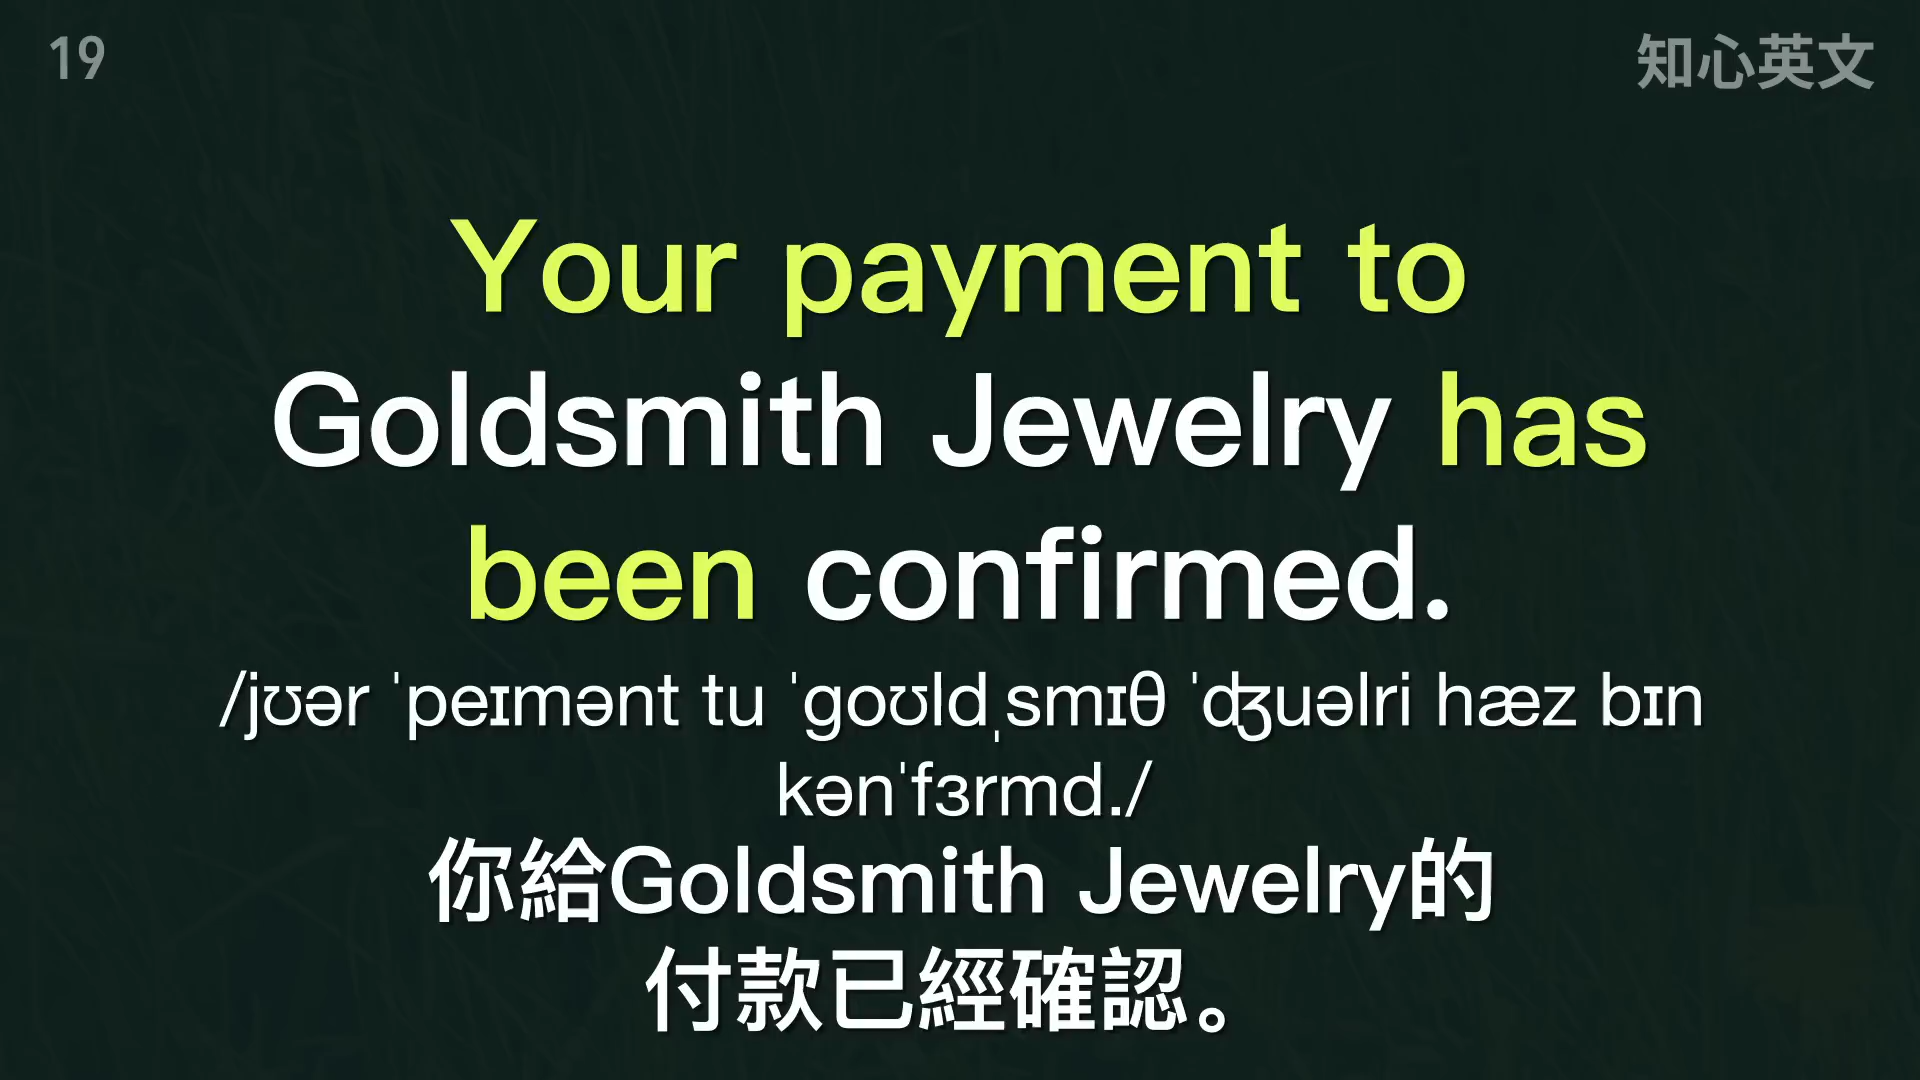 19
知心英文
Your payment to
Goldsmith Jewelry has
been confirmed.
/jʊər ˈpeɪmənt tu ˈɡoʊldˌsmɪθ ˈʤuəlri hæz bɪn
kənˈfɜrmd./
你給Goldsmith Jewelry的
付款已經確認。